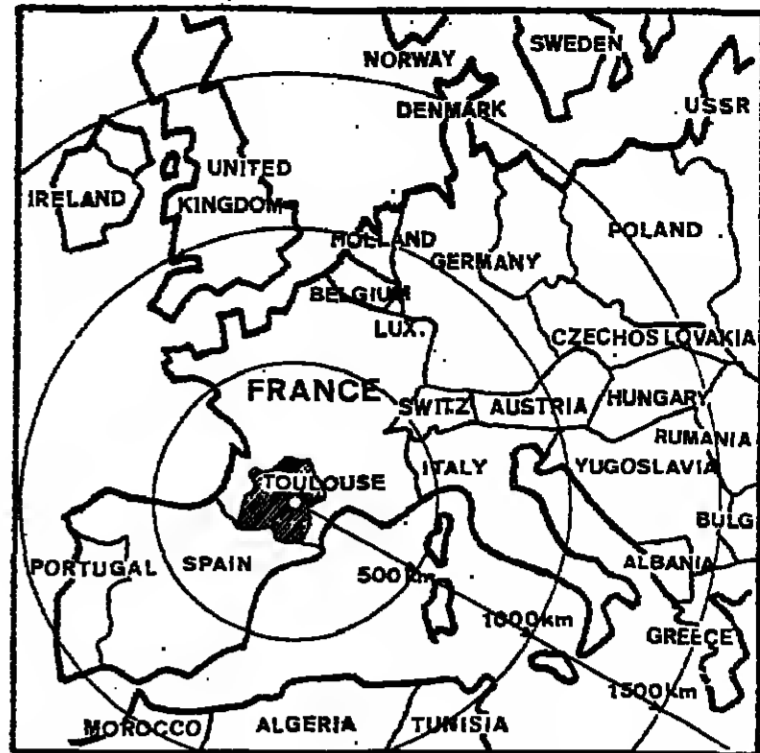 NORWAY
SWEDEN
DENMARK
USSR
UNITED
KINGDOM
IRELAND
HOLLAND
GERMANY
POLAND
BELGIUM
LUX.
CZECHOSLOVAKIA
FRANCE
SWITZ
AUSTRIA
HUNGARY
RUMANIA
ITALY
YUGOSLAVIA
TOULOUSE
BULG
PORTUGAL
SPAIN
ALBANIA
500km
1000km
GREECE
1500km
MOROCCO
ALGERIA
TUNISIA